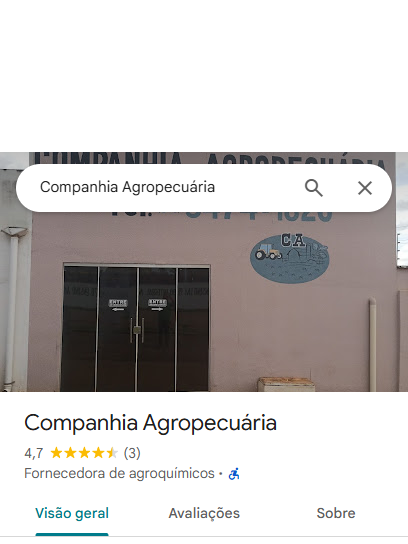 COMPANHIA AGROPECUÁRIA
Companhia Agropecuária
CA
ENTRE ENTRE
Companhia Agropecuária
4,7 (3)
Fornecedora de agroquímicos •
Visão geral Avaliações Sobre